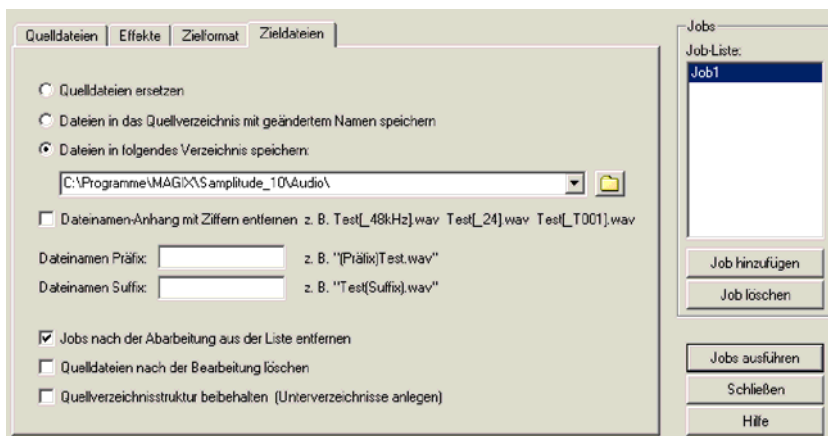 Quelldateien Effekte Zielformat Zieldateien
Quelldateien ersetzen
Dateien in das Quellverzeichnis mit geändertem Namen speichern
Dateien in folgendes Verzeichnis speichern:
C:\Programme\MAGIX\Samplitude_10\Audio\
Dateinamen-Anhang mit Ziffern entfernen z. B. Test[_48kHz].wav Test[_24].wav Test[_T001].wav
Dateinamen Präfix: z. B. "(Präfix)Test.wav"
Dateinamen Suffix: z. B. "Test(Suffix).wav"
Jobs nach der Abarbeitung aus der Liste entfernen
Quelldateien nach der Bearbeitung löschen
Quellverzeichnisstruktur beibehalten (Unterverzeichnisse anlegen)
Jobs
Job-Liste:
Job1
Job hinzufügen
Job löschen
Jobs ausführen
Schließen
Hilfe